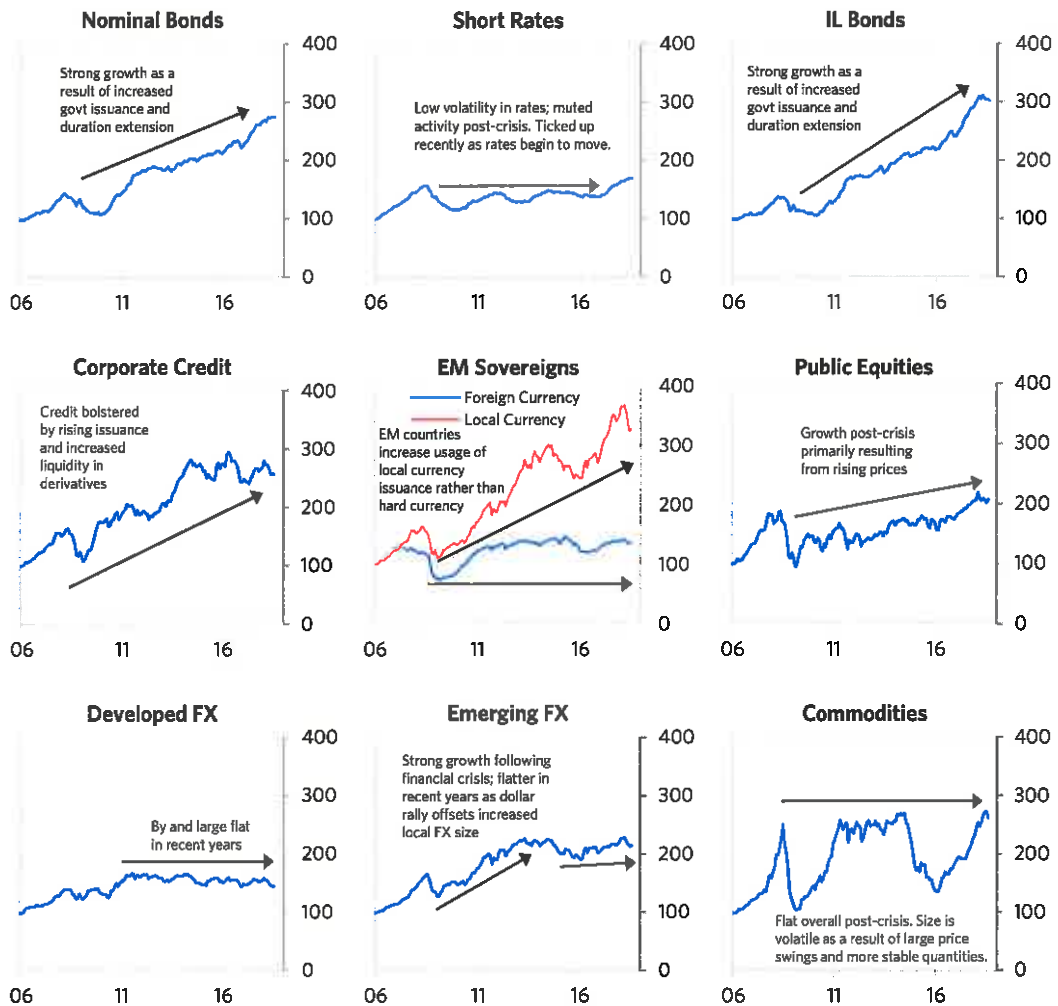 Nominal Bonds
400
Strong growth as a
result of increased
govt issuance and
duration extension
300
200
100
0
06
11
16
Short Rates
400
300
Low volatility in rates; muted
activity post-crisis. Ticked up
recently as rates begin to move.
200
100
0
06
11
16
IL Bonds
400
Strong growth as a
result of increased
govt issuance and
duration extension
300
200
100
0
06
11
16
Corporate Credit
400
Credit bolstered
by rising issuance
and increased
liquidity in
derivatives
300
200
100
0
06
11
16
EM Sovereigns
400
Foreign Currency
Local Currency
EM countries
increase usage of
local currency
issuance rather than
hard currency
300
200
100
0
06
11
16
Public Equities
400
Growth post-crisis
primarily resulting
from rising prices
300
200
100
0
06
11
16
Developed FX
400
300
By and large flat
in recent years
200
100
0
06
11
16
Emerging FX
400
Strong growth following
financial crisis; flatter in
recent years as dollar
rally offsets increased
local FX size
300
200
100
0
06
11
16
Commodities
400
300
200
100
Flat overall post-crisis. Size is
volatile as a result of large price
swings and more stable quantities.
0
06
11
16